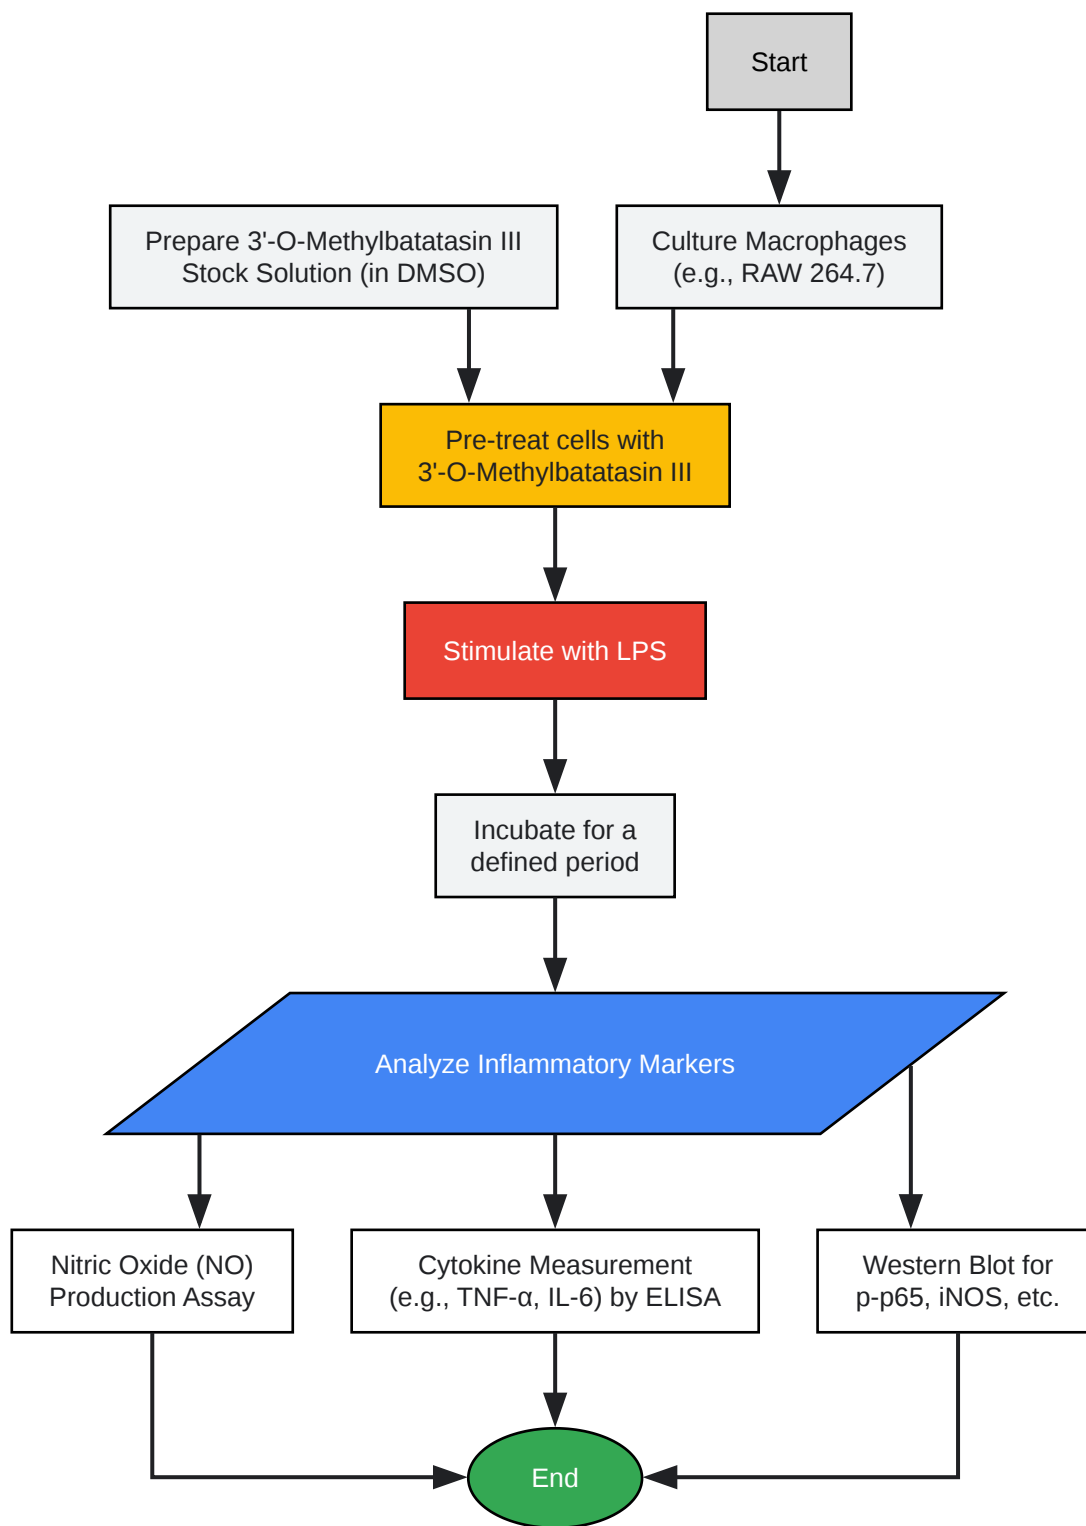 Start
Prepare 3'-O-Methylbatatasin III
Stock Solution (in DMSO)
Culture Macrophages
(e.g., RAW 264.7)
Pre-treat cells with
3'-O-Methylbatatasin III
Stimulate with LPS
Incubate for a
defined period
Analyze Inflammatory Markers
Nitric Oxide (NO)
Production Assay
Cytokine Measurement
(e.g., TNF-α, IL-6) by ELISA
Western Blot for
p-p65, iNOS, etc.
End